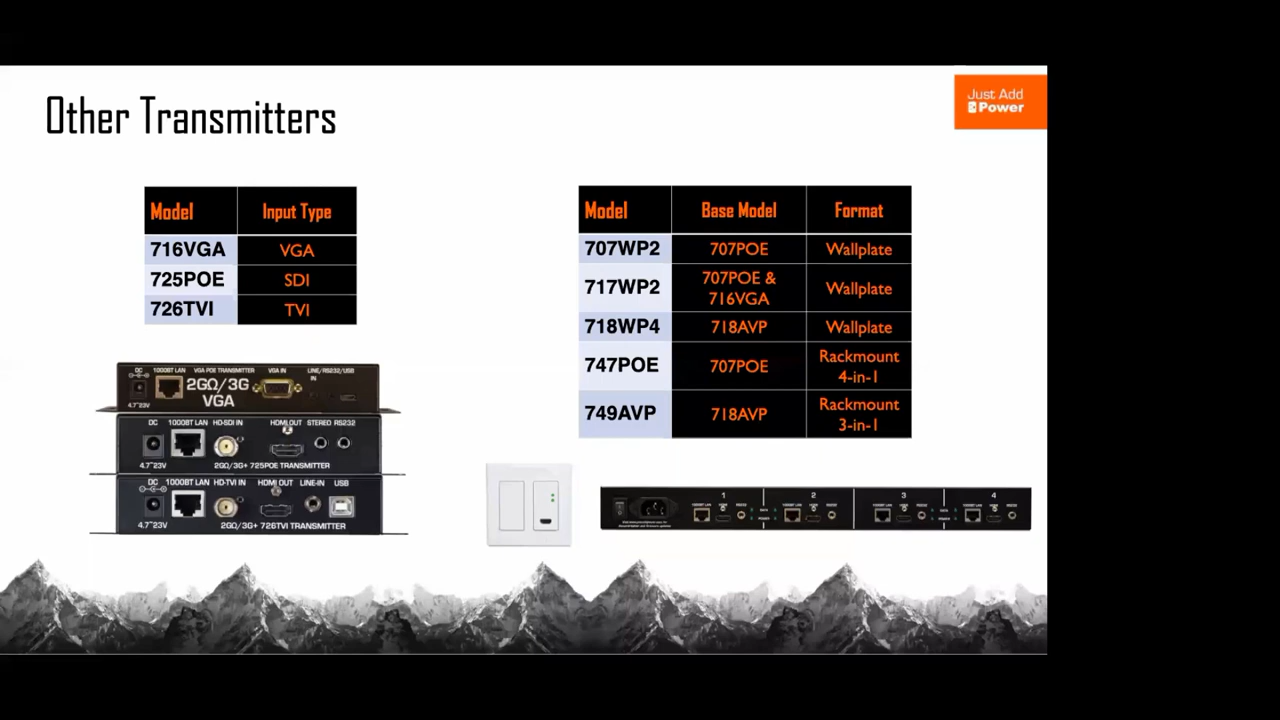 Other Transmitters
Just Add
Power
Model Input Type
716VGA VGA
725POE SDI
726TVI TVI
Model Base Model Format
707WP2 707POE Wallplate
717WP2 707POE & 716VGA Wallplate
718WP4 718AVP Wallplate
747POE 707POE Rackmount 4-in-1
749AVP 718AVP Rackmount 3-in-1
DC 1000BT LAN VGA POE TRANSMITTER VGA IN LINE/RS232/USB IN
2GΩ/3G VGA
4.7~23V
DC 1000BT LAN HD-SDI IN HDMI OUT STEREO RS232
4.7~23V 2GΩ/3G+ 725POE TRANSMITTER
DC 1000BT LAN HD-TVI IN HDMI OUT LINE-IN USB
4.7~23V 2GΩ/3G+ 726TVI TRANSMITTER
1 2 3 4